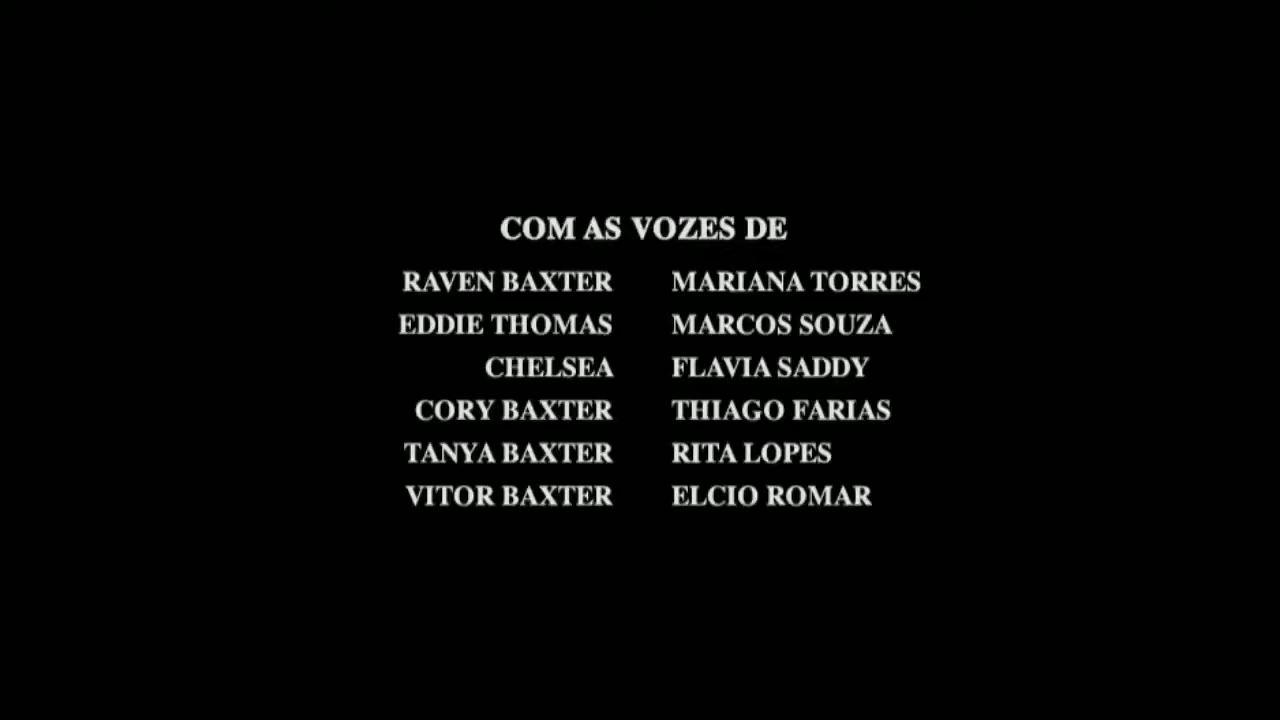 COM AS VOZES DE
RAVEN BAXTER MARIANA TORRES
EDDIE THOMAS MARCOS SOUZA
CHELSEA FLAVIA SADDY
CORY BAXTER THIAGO FARIAS
TANYA BAXTER RITA LOPES
VITOR BAXTER ELCIO ROMAR